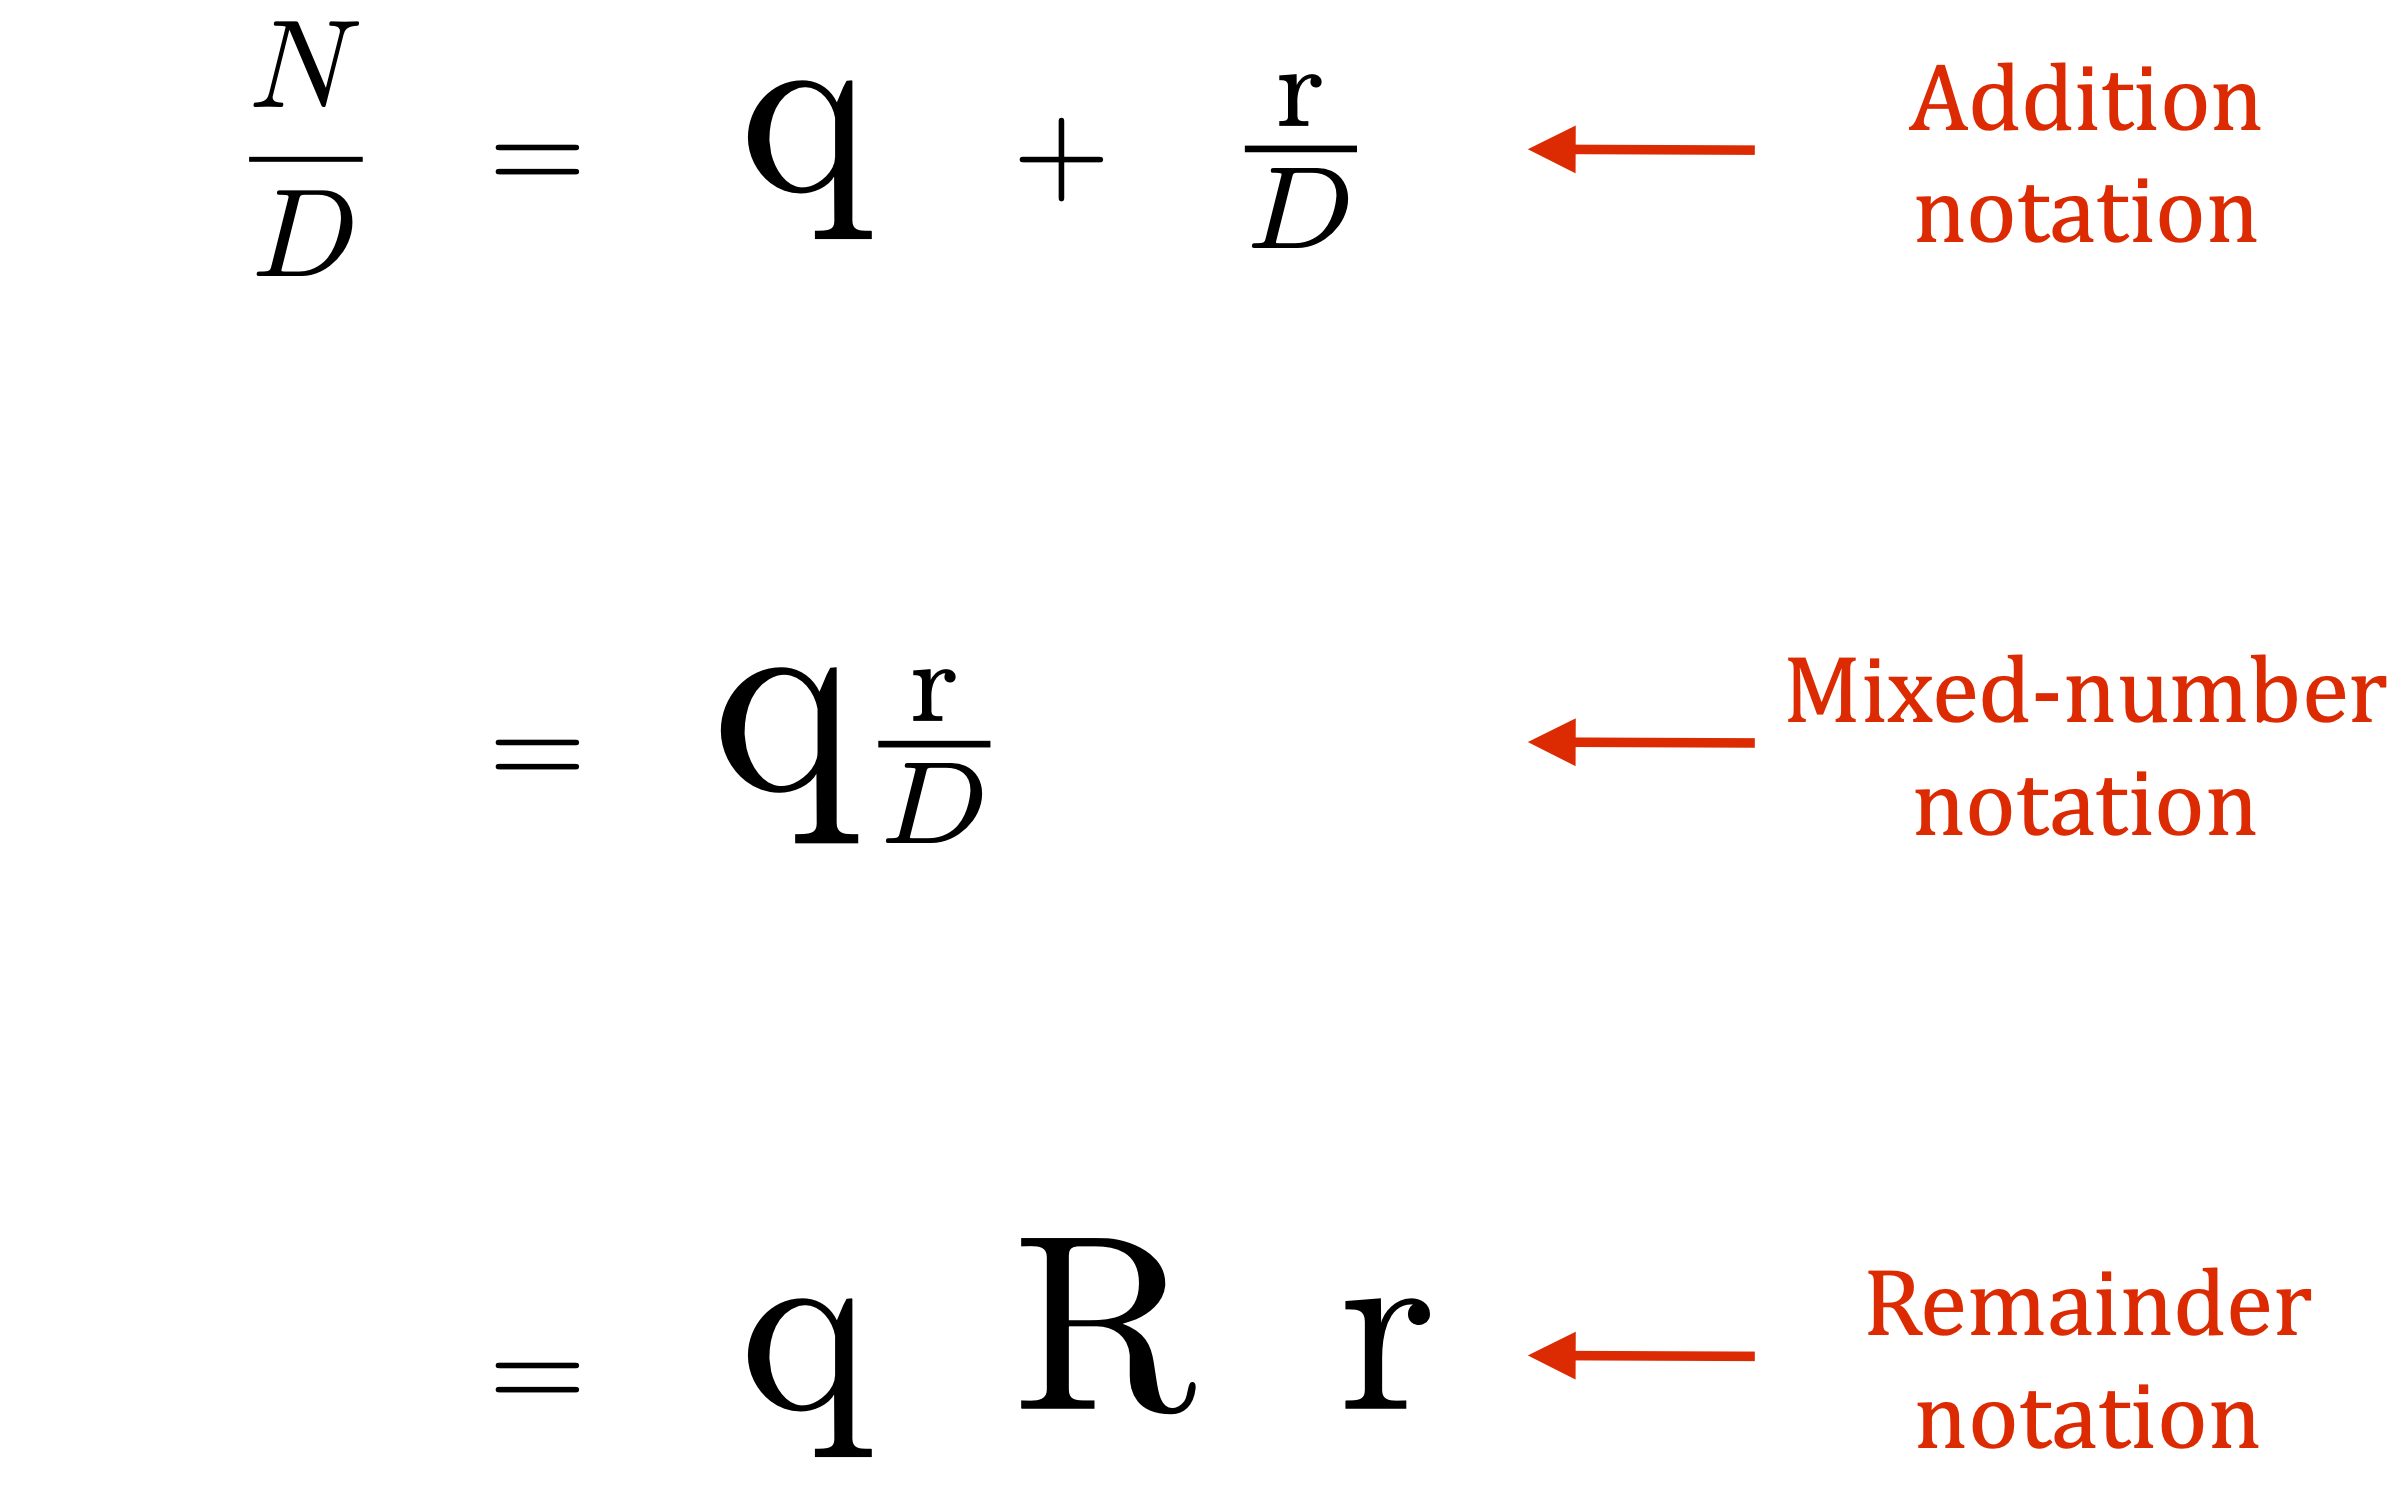 N/D = q + r/D Addition notation
= q r/D Mixed-number notation
= q R r Remainder notation